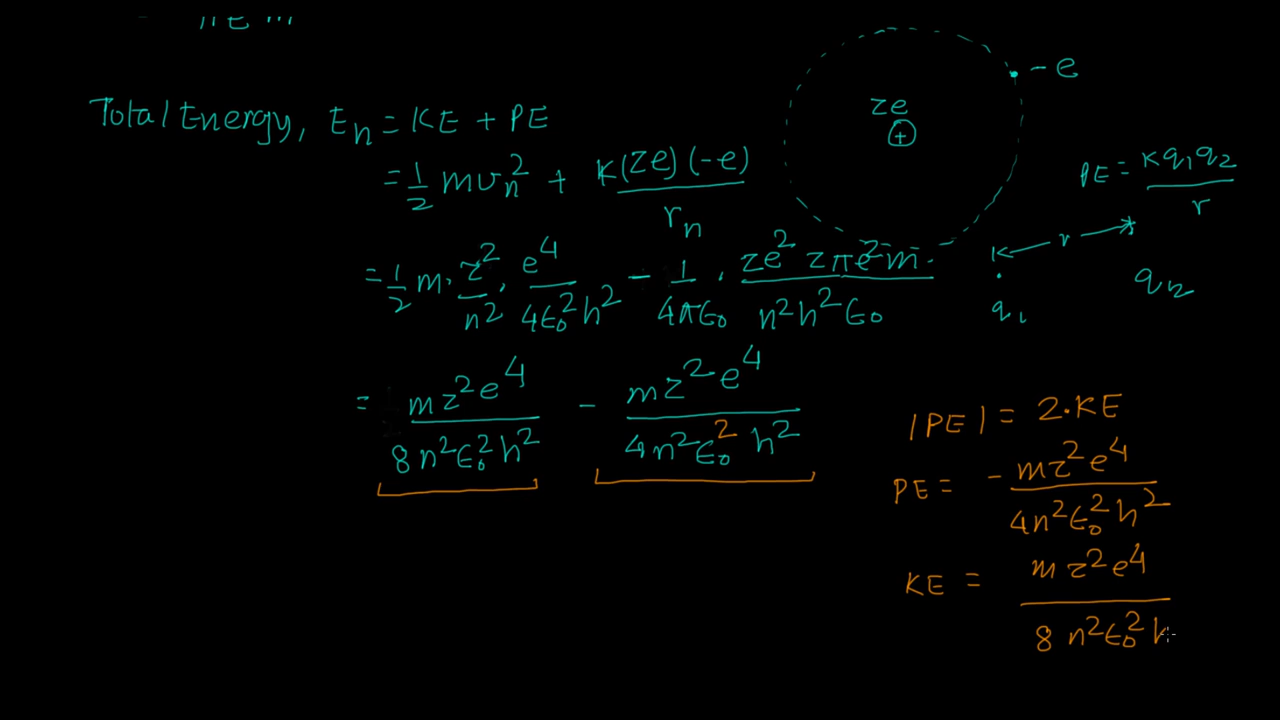 Total Energy, En = KE + PE
= 1/2 mvn² + K(Ze)(-e)/rn
= 1/2 m · z²/n² · e⁴/4ϵ₀²h² - 1/4πϵ₀ · ze² zπe²m·/n²h²ϵ₀
= mz²e⁴/8n²ϵ₀²h² - mz²e⁴/4n²ϵ₀²h²
-e
ze
+
PE = Kq₁q₂/r
r
q₁
q₂
|PE| = 2·KE
PE = - mz²e⁴/4n²ϵ₀²h²
KE = mz²e⁴/8n²ϵ₀²h